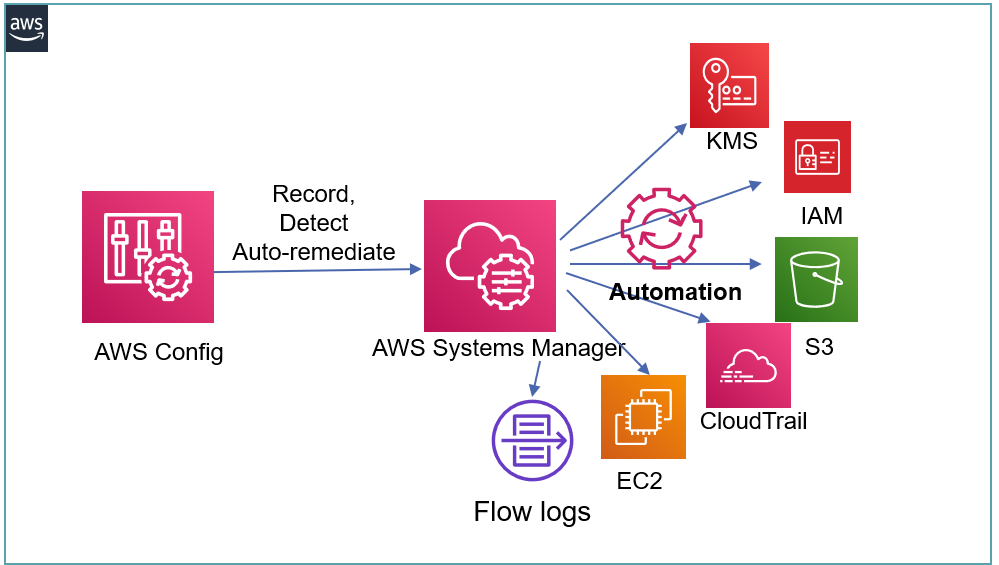 aws
KMS
IAM
Record,
Detect
Auto-remediate
Automation
AWS Config
AWS Systems Manager
S3
CloudTrail
EC2
Flow logs